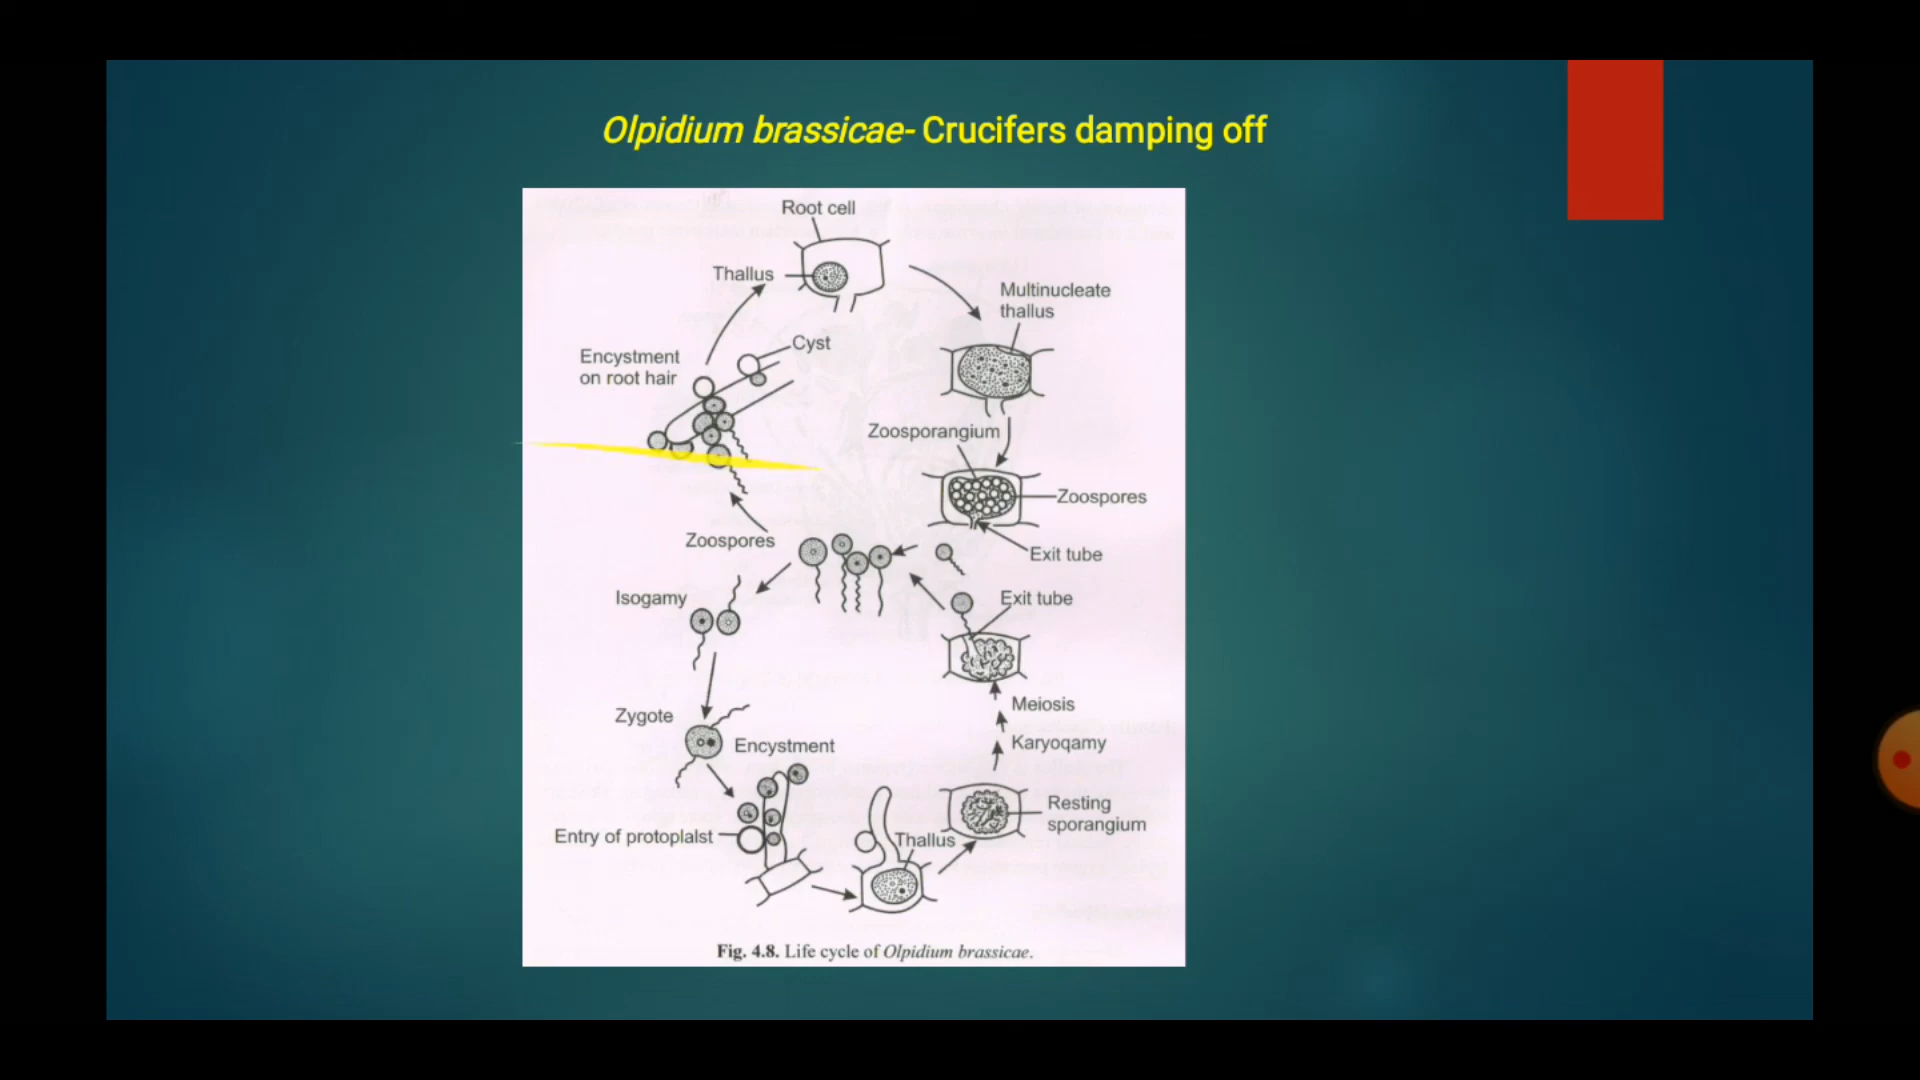 Olpidium brassicae- Crucifers damping off
Root cell
Thallus
Multinucleate
thallus
Cyst
Encystment
on root hair
Zoosporangium
Zoospores
Exit tube
Zoospores
Isogamy
Exit tube
Meiosis
Karyoqamy
Zygote
Encystment
Entry of protoplalst
Thallus
Resting
sporangium
Fig. 4.8. Life cycle of Olpidium brassicae.